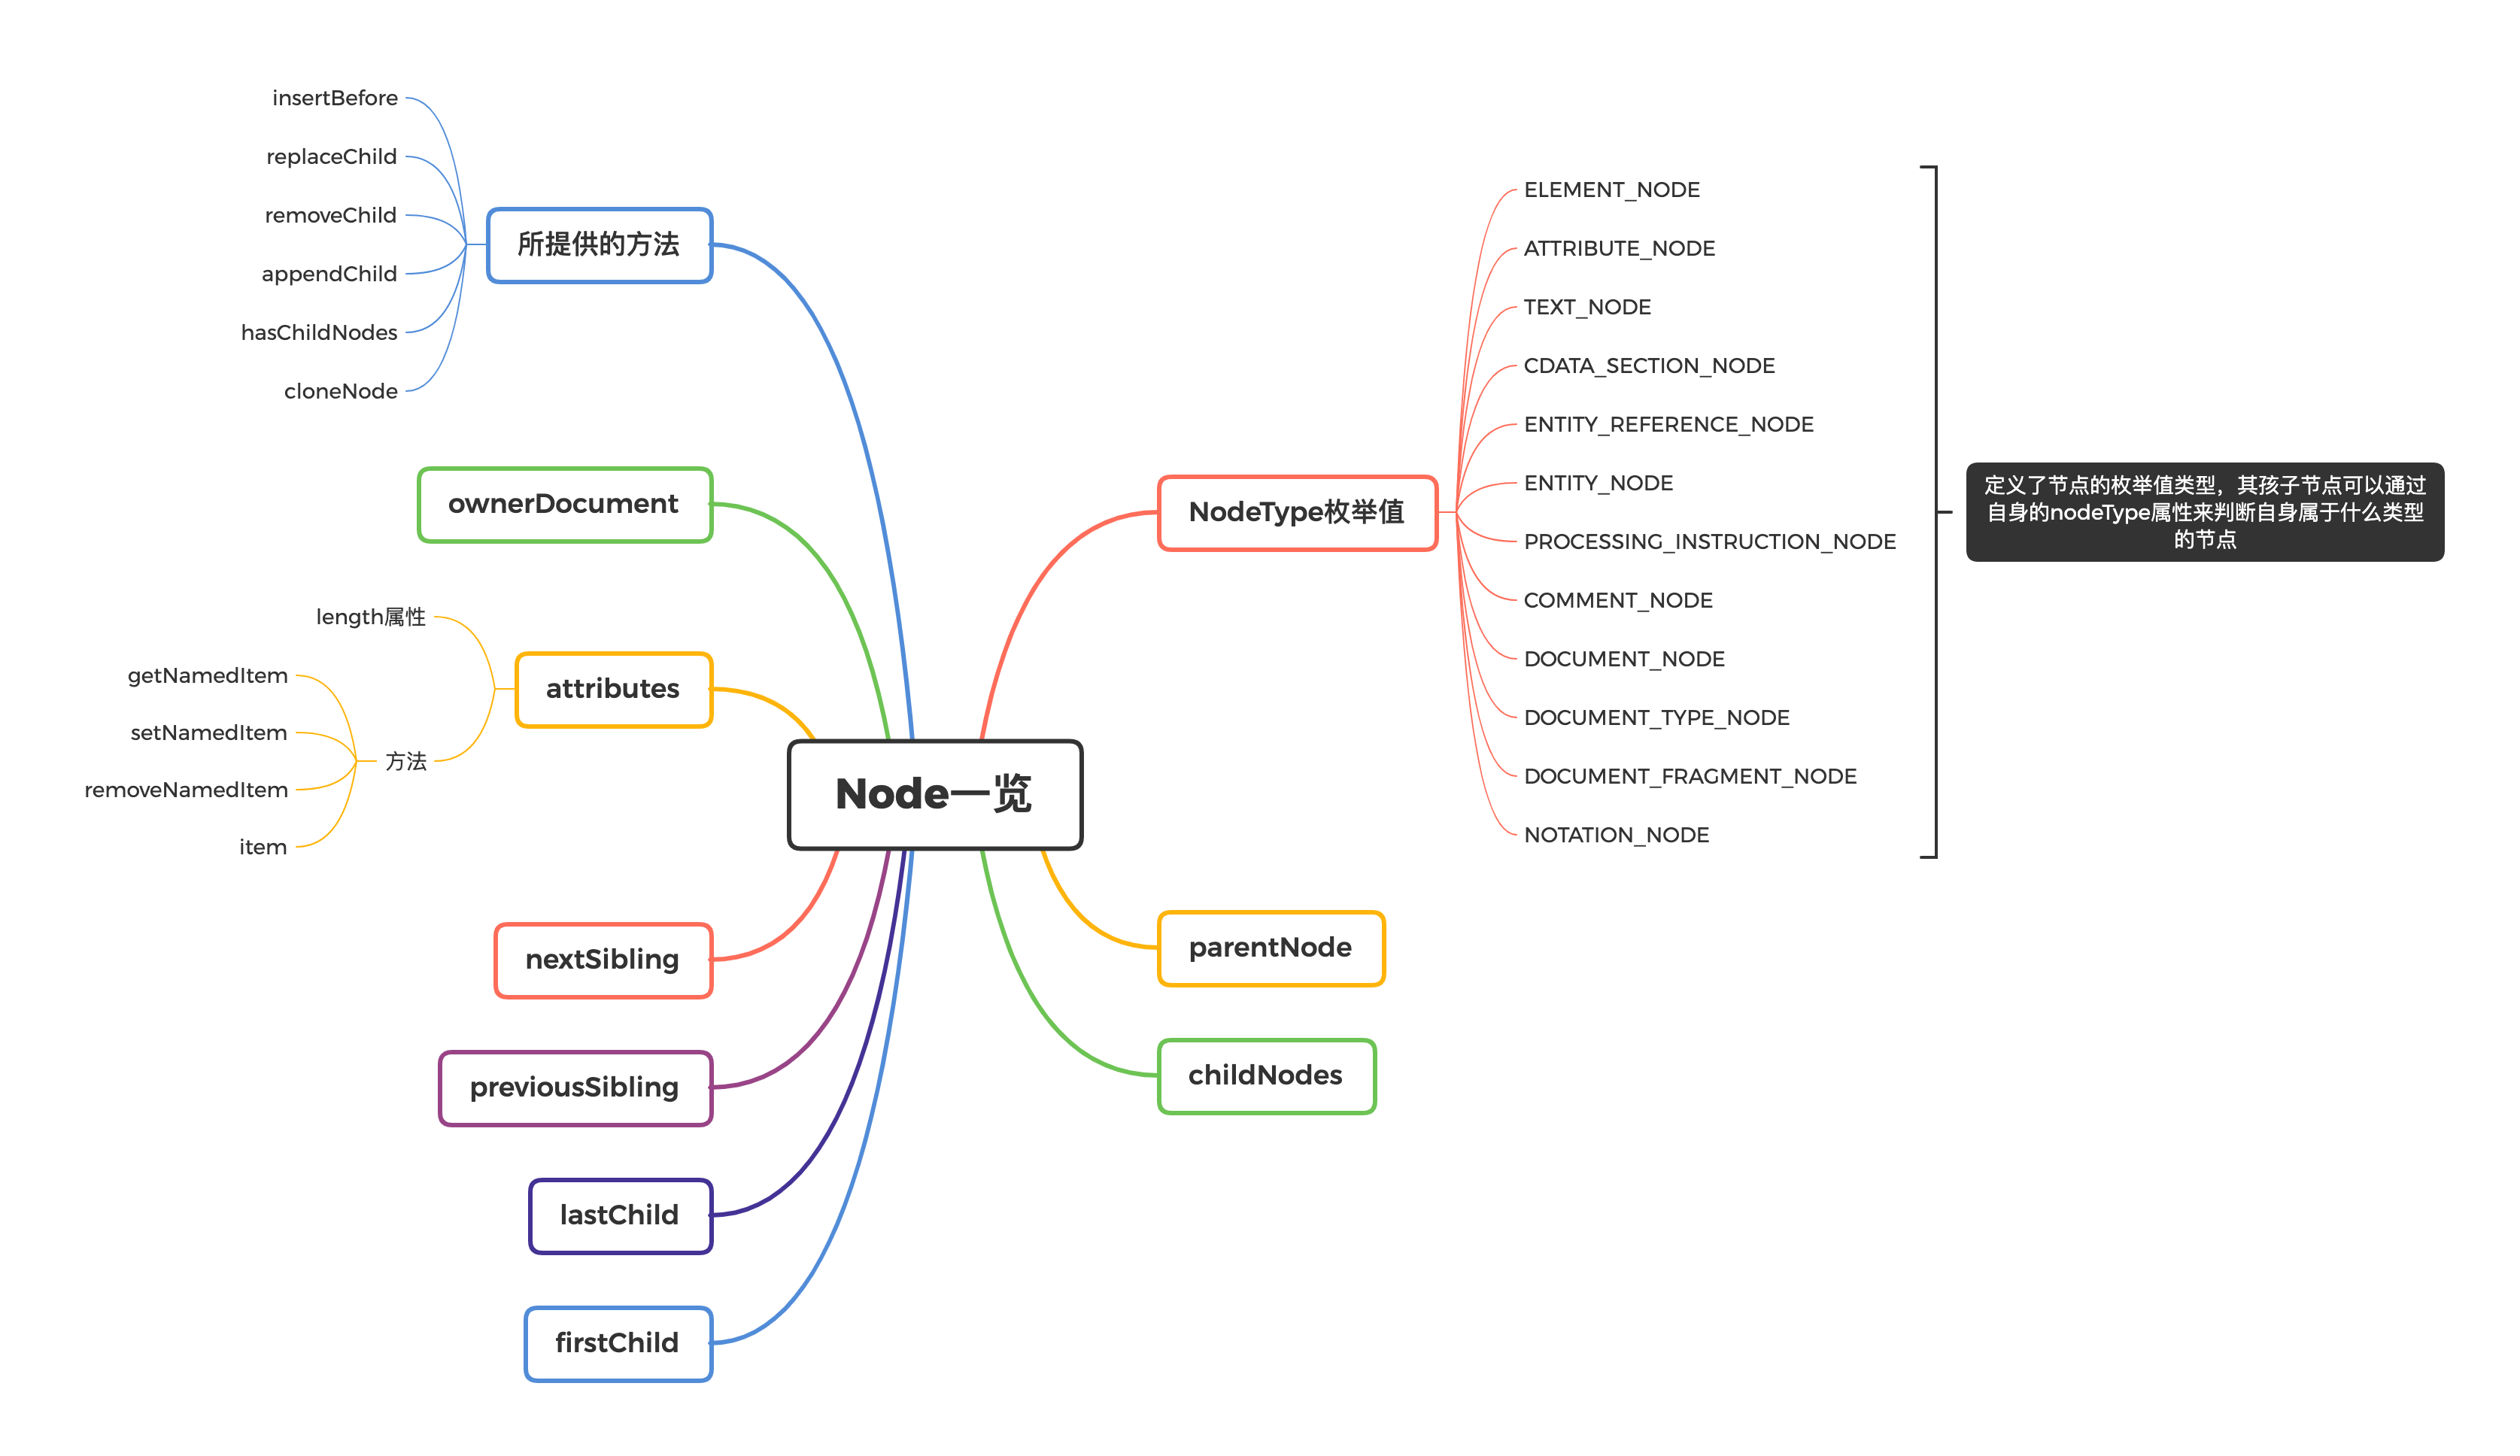 insertBefore
replaceChild
removeChild
appendChild
hasChildNodes
cloneNode
所提供的方法
ownerDocument
length属性
getNamedItem
setNamedItem
removeNamedItem
item
方法
attributes
Node一览
nextSibling
previousSibling
lastChild
firstChild
NodeType枚举值
ELEMENT_NODE
ATTRIBUTE_NODE
TEXT_NODE
CDATA_SECTION_NODE
ENTITY_REFERENCE_NODE
ENTITY_NODE
PROCESSING_INSTRUCTION_NODE
COMMENT_NODE
DOCUMENT_NODE
DOCUMENT_TYPE_NODE
DOCUMENT_FRAGMENT_NODE
NOTATION_NODE
定义了节点的枚举值类型，其孩子节点可以通过
自身的nodeType属性来判断自身属于什么类型
的节点
parentNode
childNodes